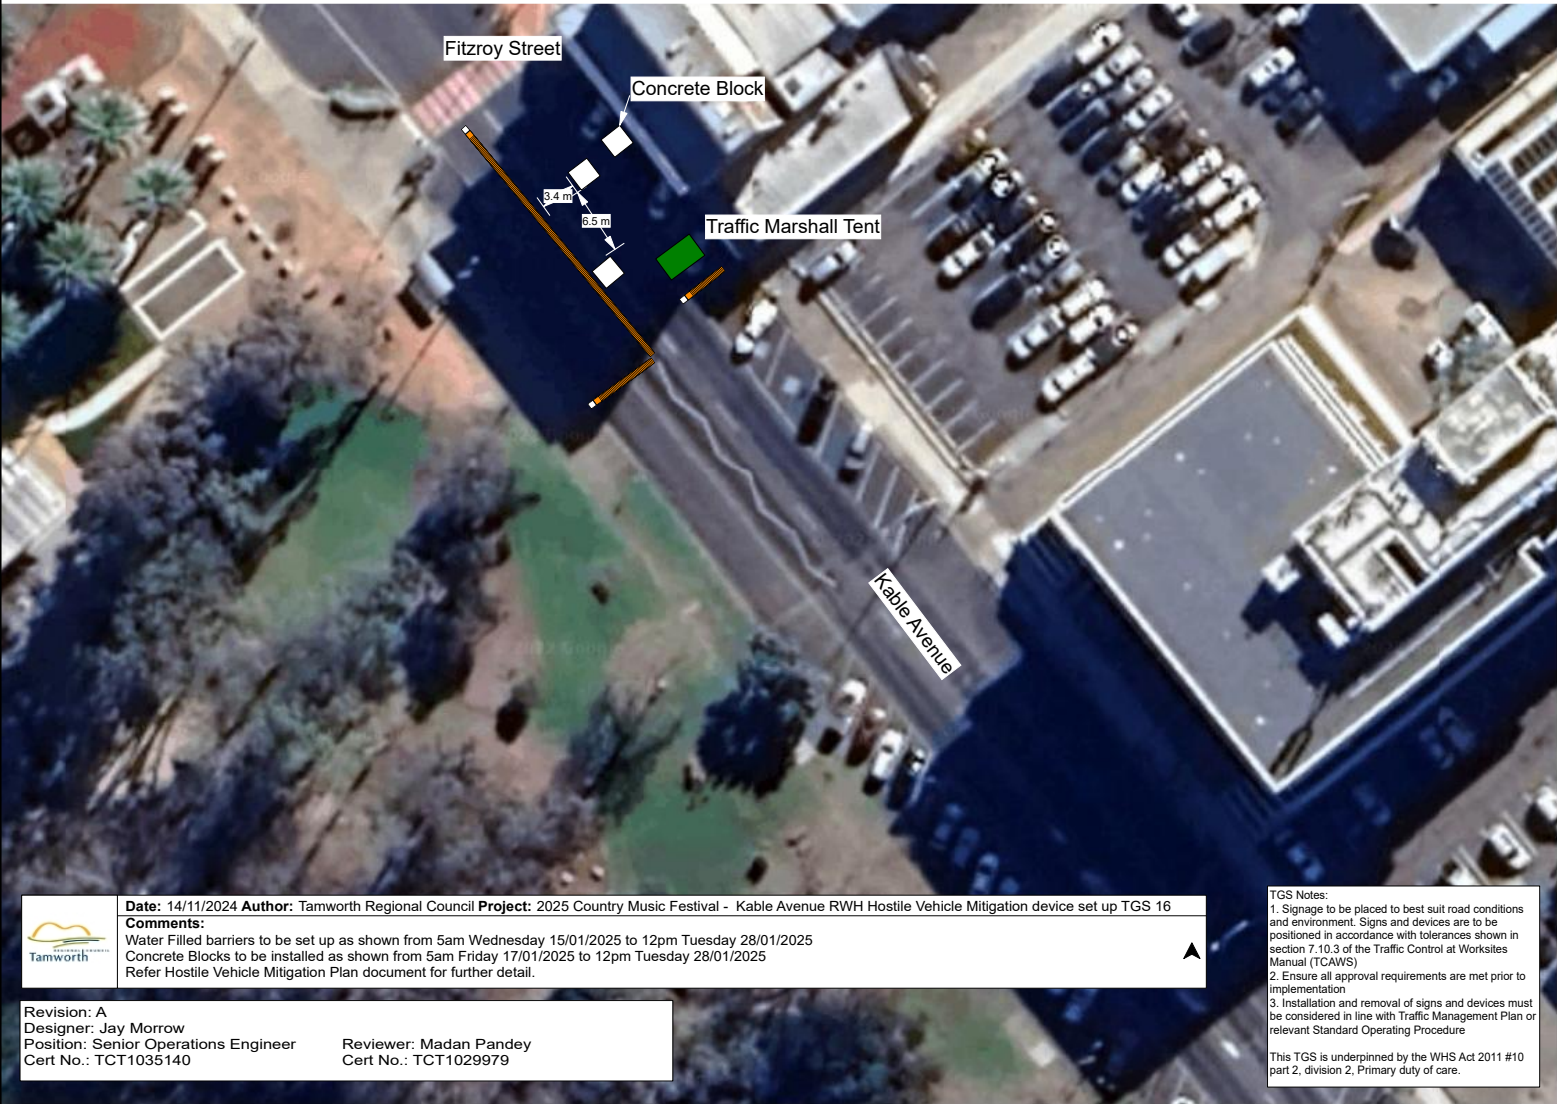 Fitzroy Street
Concrete Block
3.4 m
6.5 m
Traffic Marshall Tent
Kable Avenue
Date: 14/11/2024 Author: Tamworth Regional Council Project: 2025 Country Music Festival - Kable Avenue RWH Hostile Vehicle Mitigation device set up TGS 16
Comments:
Water Filled barriers to be set up as shown from 5am Wednesday 15/01/2025 to 12pm Tuesday 28/01/2025
Concrete Blocks to be installed as shown from 5am Friday 17/01/2025 to 12pm Tuesday 28/01/2025
Refer Hostile Vehicle Mitigation Plan document for further detail.
REGIONAL COUNCIL
Tamworth
Revision: A
Designer: Jay Morrow
Position: Senior Operations Engineer Reviewer: Madan Pandey
Cert No.: TCT1035140 Cert No.: TCT1029979
TGS Notes:
1. Signage to be placed to best suit road conditions
and environment. Signs and devices are to be
positioned in accordance with tolerances shown in
section 7.10.3 of the Traffic Control at Worksites
Manual (TCAWS)
2. Ensure all approval requirements are met prior to
implementation
3. Installation and removal of signs and devices must
be considered in line with Traffic Management Plan or
relevant Standard Operating Procedure
This TGS is underpinned by the WHS Act 2011 #10
part 2, division 2, Primary duty of care.